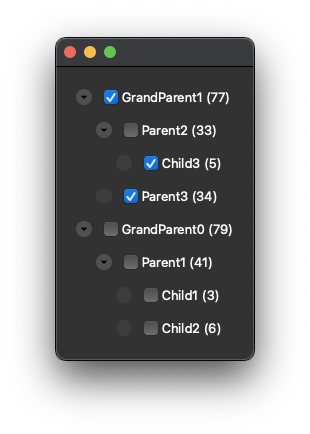 GrandParent1 (77)
Parent2 (33)
Child3 (5)
Parent3 (34)
GrandParent0 (79)
Parent1 (41)
Child1 (3)
Child2 (6)